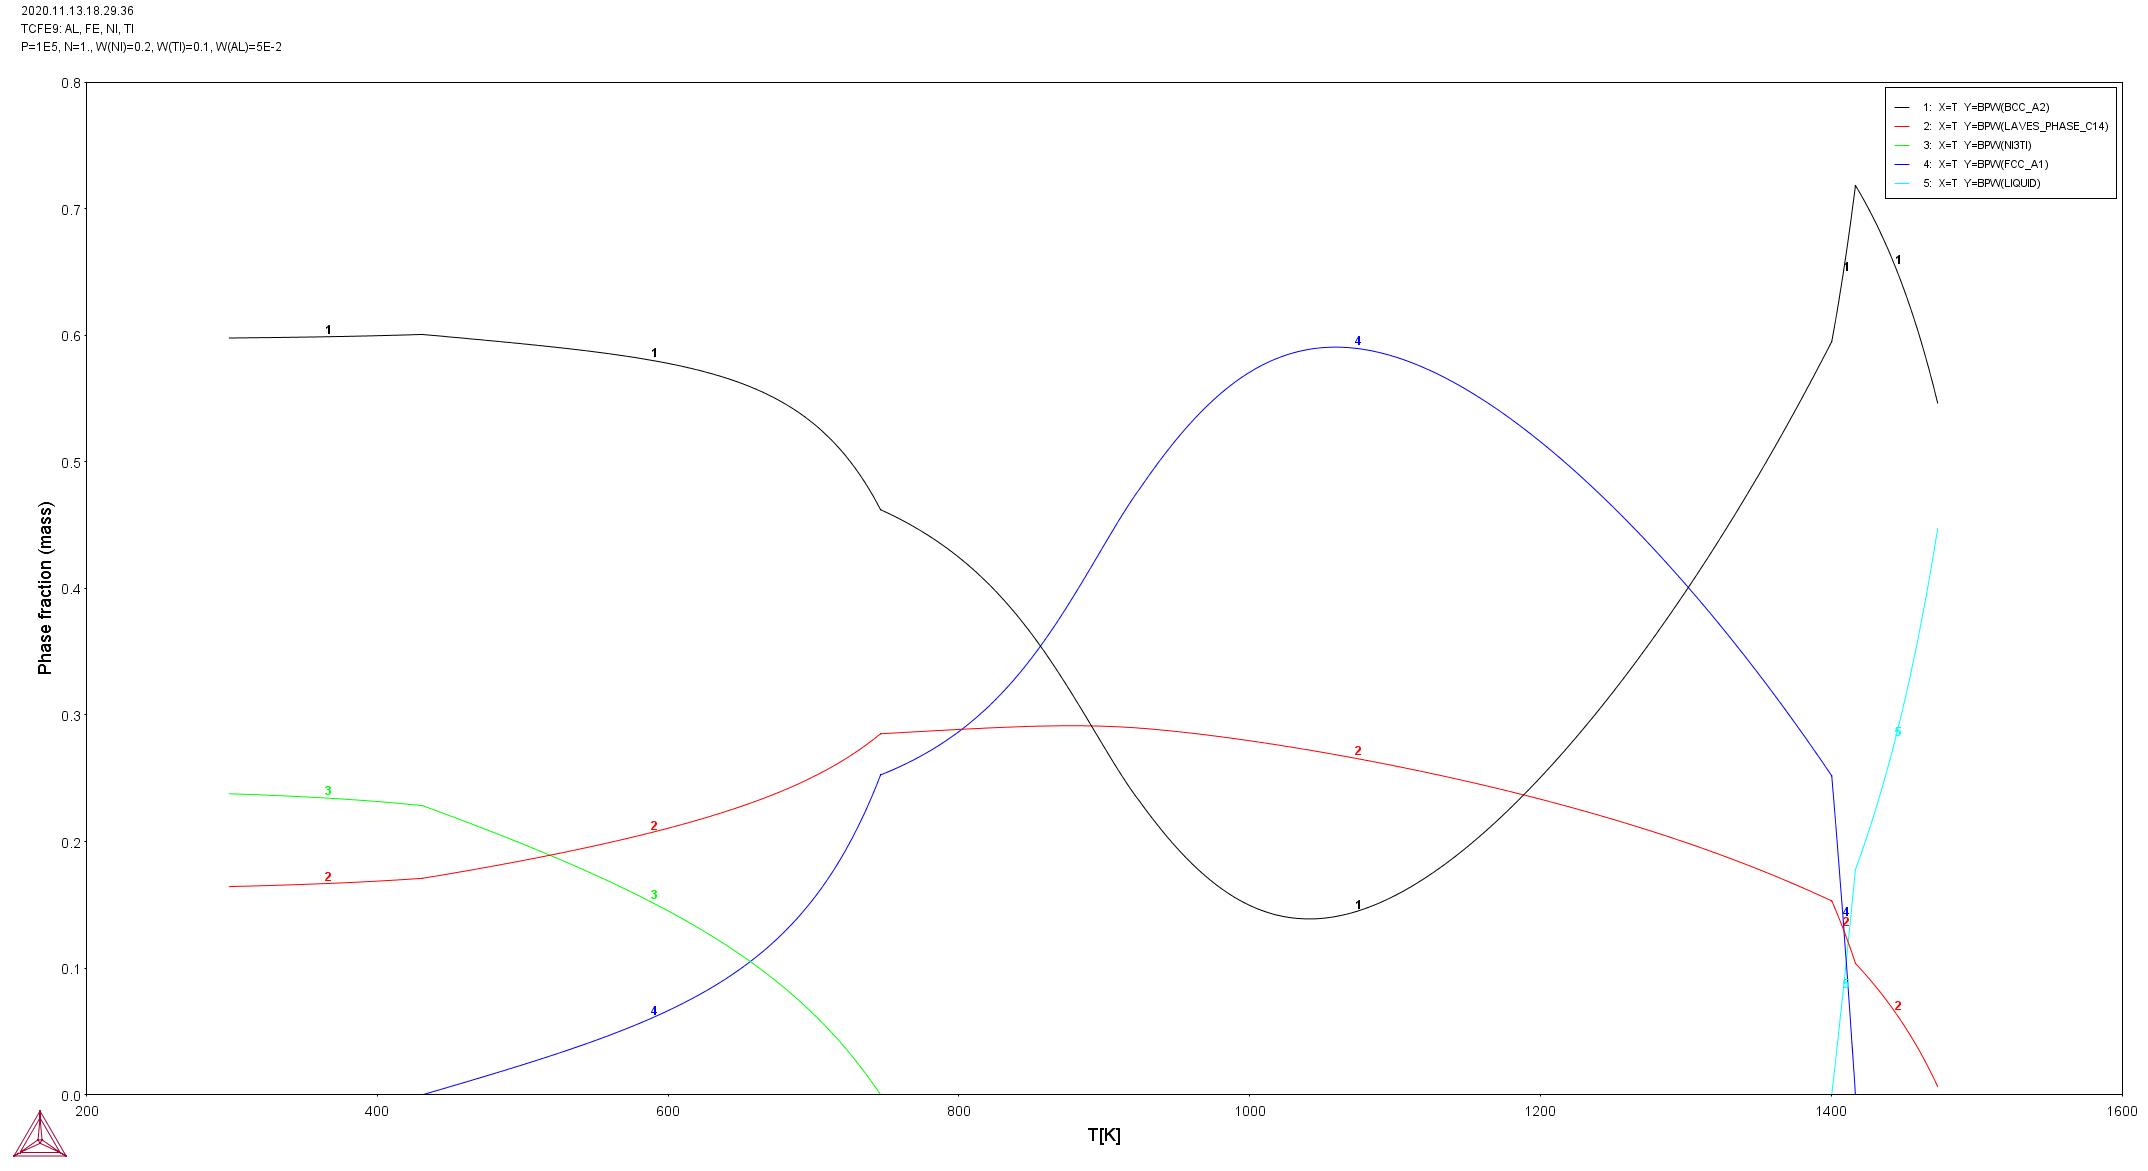 2020.11.13.18.29.36
TCFE9: AL, FE, NI, TI
P=1E5, N=1., W(NI)=0.2, W(TI)=0.1, W(AL)=5E-2
1: X=T Y=BPW(BCC_A2)
2: X=T Y=BPW(LAVES_PHASE_C14)
3: X=T Y=BPW(NI3TI)
4: X=T Y=BPW(FCC_A1)
5: X=T Y=BPW(LIQUID)
Phase fraction (mass)
0.8
0.7
0.6
0.5
0.4
0.3
0.2
0.1
0.0
1 1 1 1 1
4
2
5
3 2 3 4 2
2
4
2
5
2
200 400 600 800 1000 1200 1400 1600
T[K]